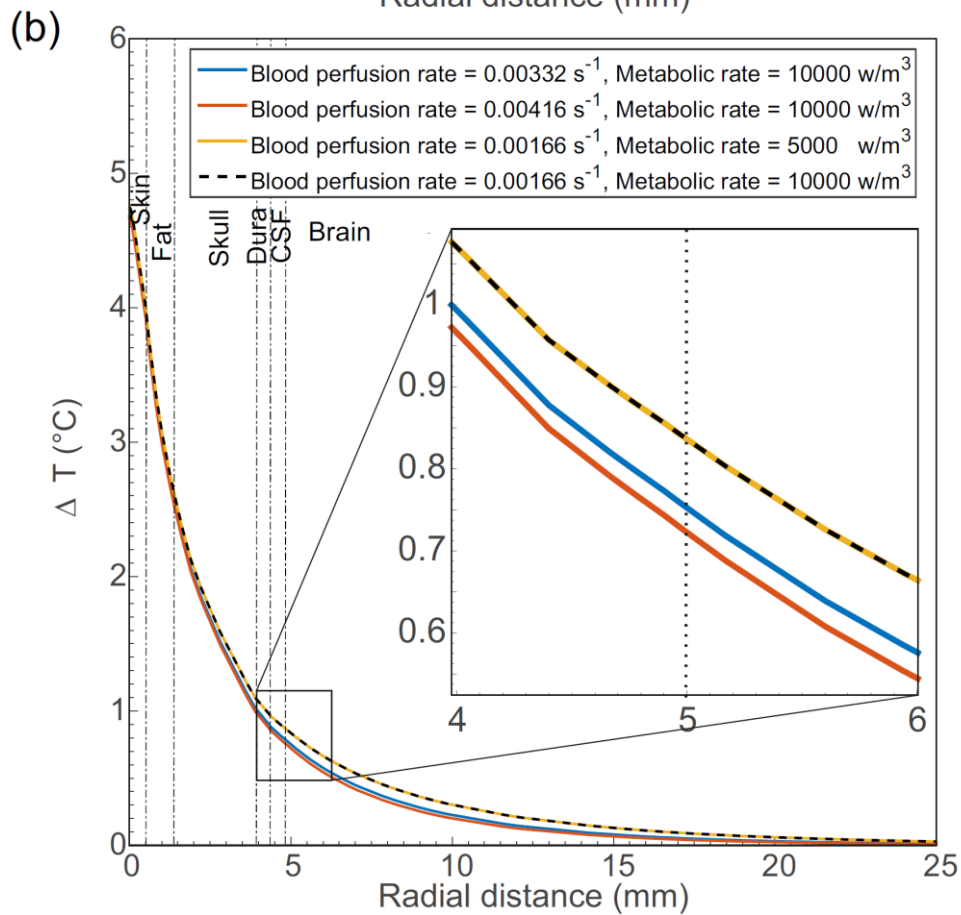 Radial distance (mm)
(b)
6
5
4
3
2
1
0
Δ T (°C)
Blood perfusion rate = 0.00332 s⁻¹, Metabolic rate = 10000 w/m³
Blood perfusion rate = 0.00416 s⁻¹, Metabolic rate = 10000 w/m³
Blood perfusion rate = 0.00166 s⁻¹, Metabolic rate = 5000 w/m³
Blood perfusion rate = 0.00166 s⁻¹, Metabolic rate = 10000 w/m³
Skin
Fat
Skull
Dura
CSF
Brain
1
0.9
0.8
0.7
0.6
4
5
6
0
5
10
15
20
25
Radial distance (mm)